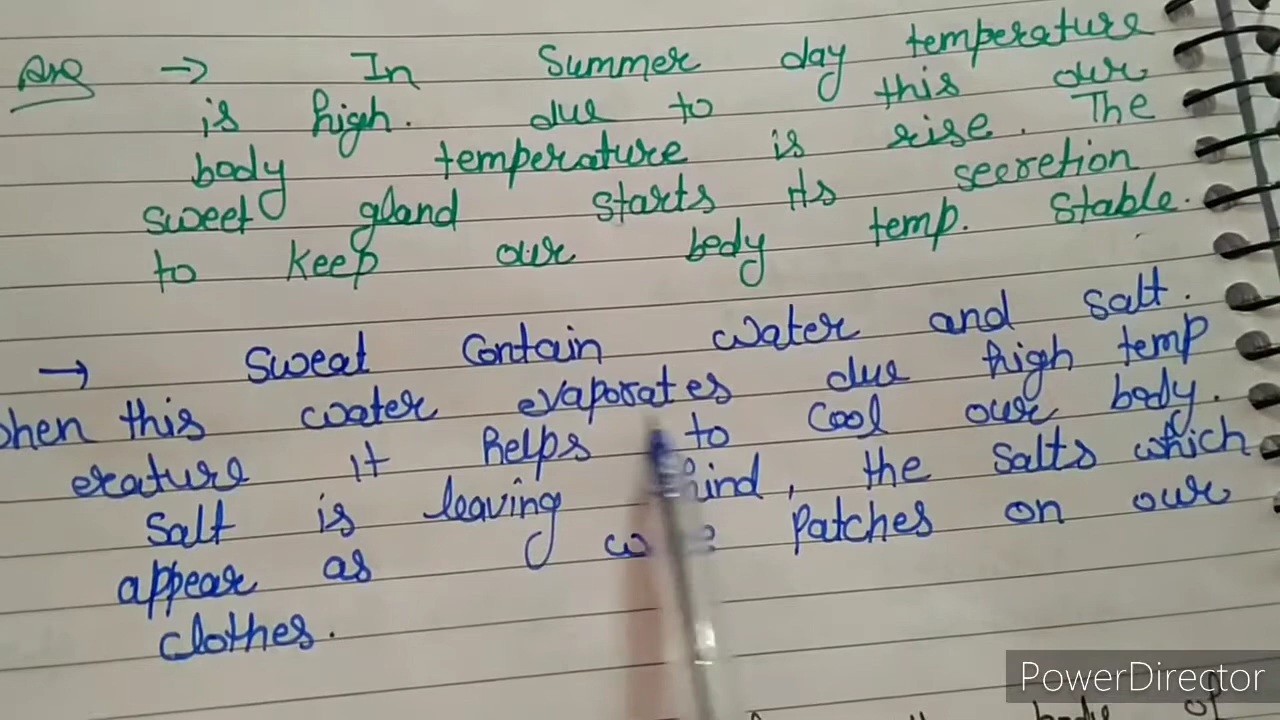 Ans → In Summer day temperature
is high. due to this our
body temperature is rise. The
sweet gland starts its secretion
to keep our body temp. stable.
→ Sweat Contain water and salt.
this water evaporates due high temp
erature it helps to Cool our body.
Salt is leaving , the salts which
appear as Patches on our
clothes.
body of
PowerDirector